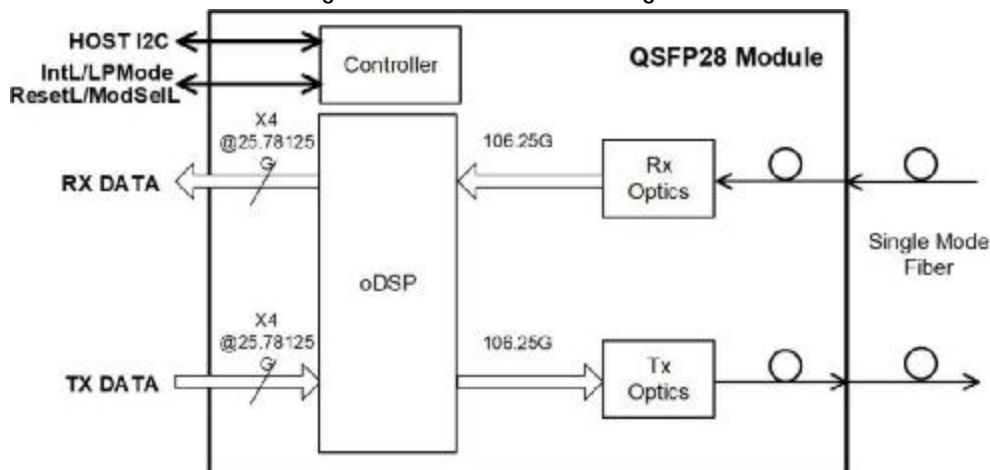 HOST I2C
IntL/LPMode
ResetL/ModSelL
Controller
QSFP28 Module
X4
@25.78125
G
106.25G
RX DATA
Rx
Optics
Single Mode
Fiber
oDSP
X4
@25.78125
G
106.25G
TX DATA
Tx
Optics